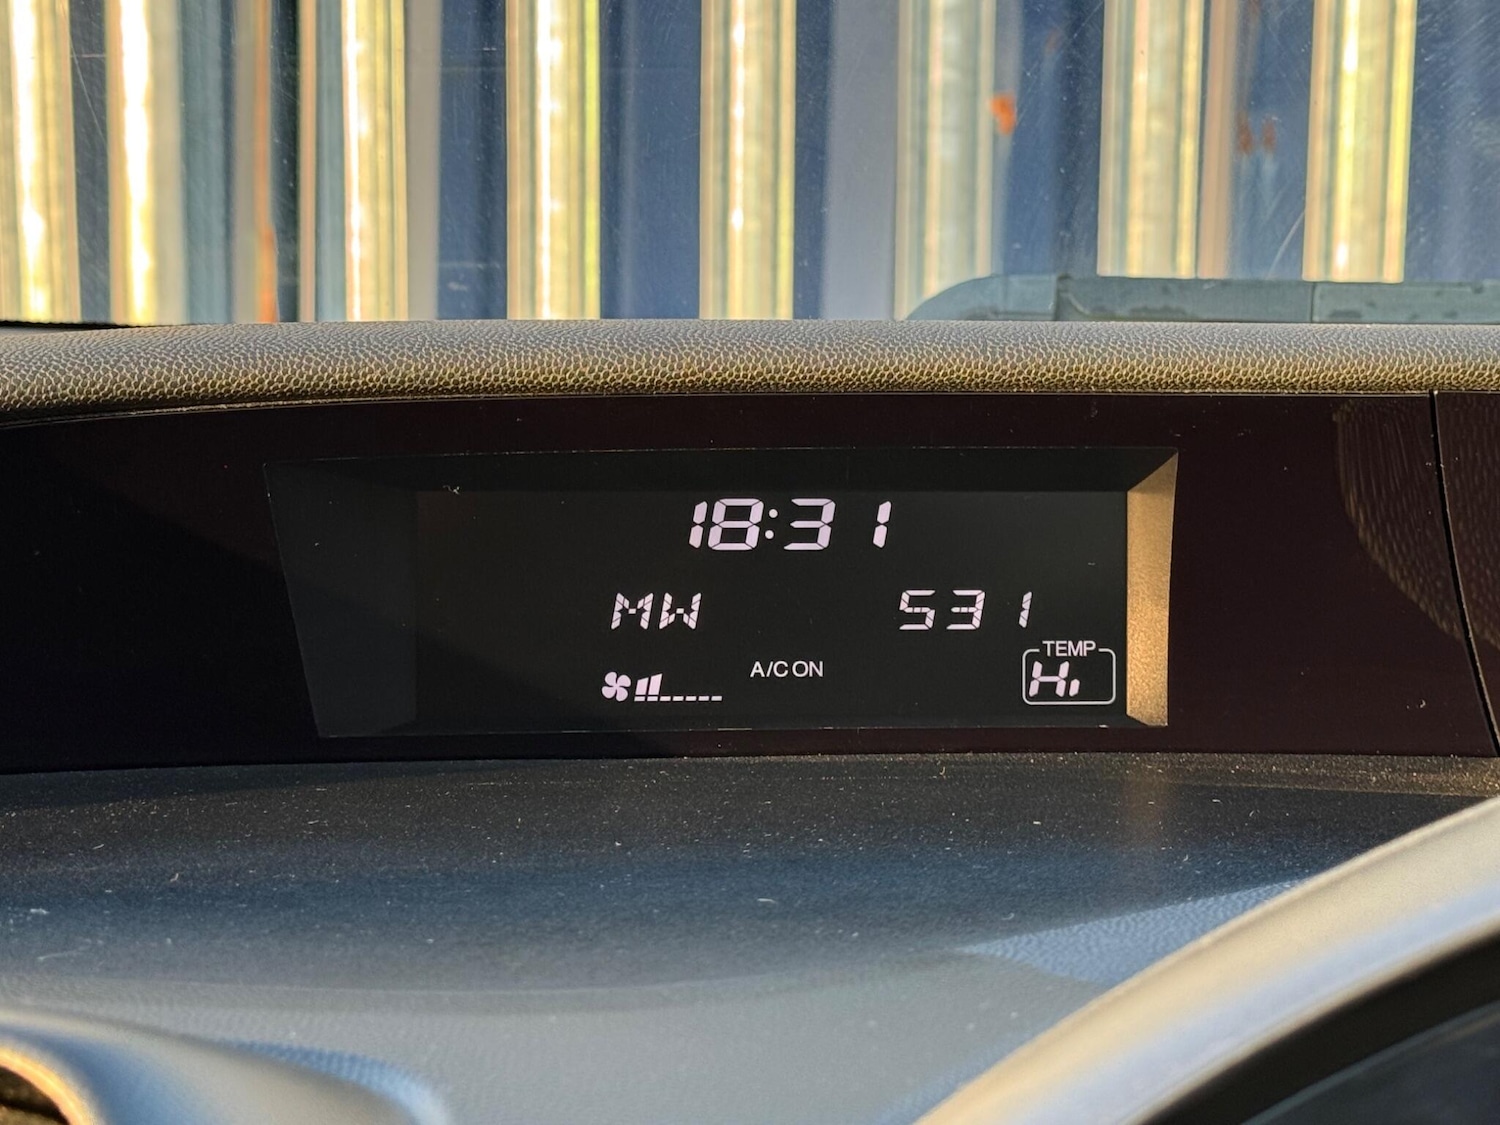 18:31
MW 531
A/C ON
TEMP
Hi